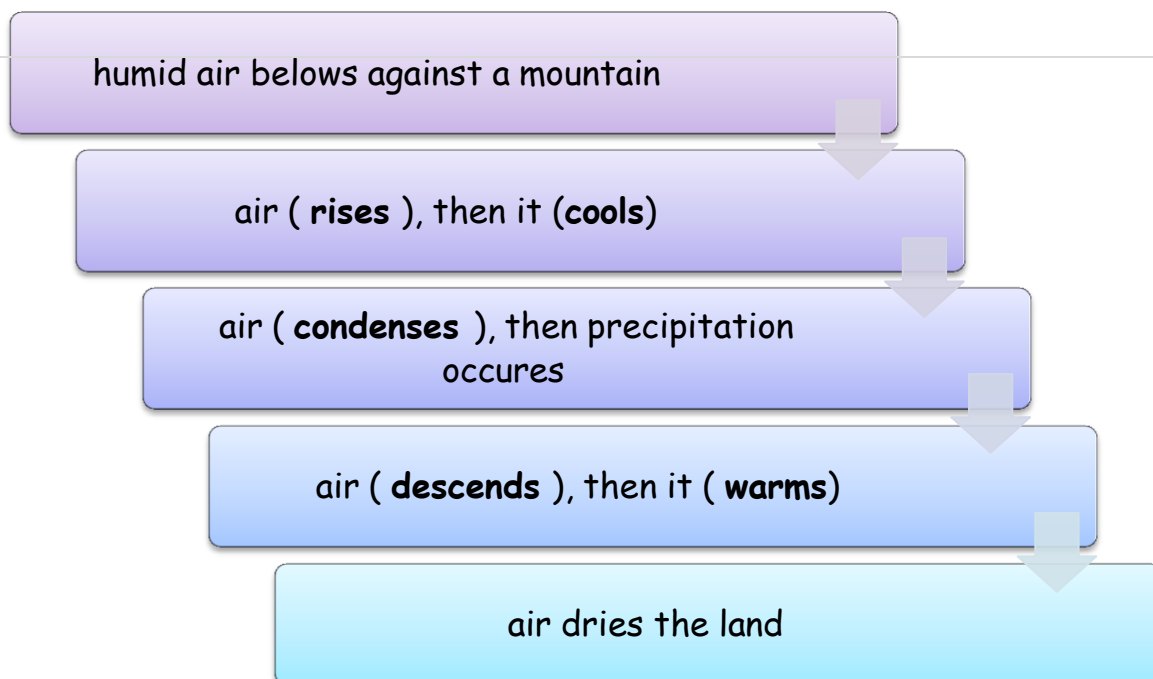 humid air belows against a mountain
air ( rises ), then it (cools)
air ( condenses ), then precipitation
occures
air ( descends ), then it ( warms)
air dries the land